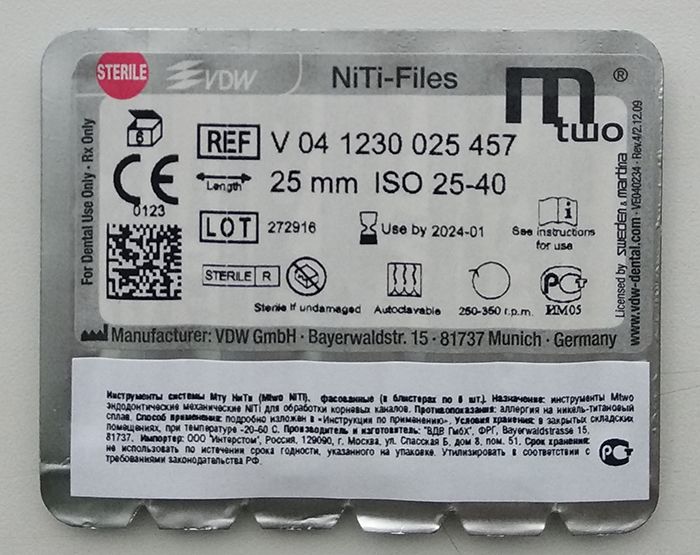 STERILE
VDW
NiTi-Files
Mtwo ®
6
REF V 04 1230 025 457
CE
0123
Length 25 mm ISO 25-40
LOT 272916
Use by 2024-01
See instructions
for use
STERILE R
Sterile if undamaged
Autoclavable
250-350 r.p.m.
РСТ
ИМ05
Manufacturer: VDW GmbH · Bayerwaldstr. 15 · 81737 Munich · Germany
For Dental Use Only · Rx Only
Licensed by sweden & martina
www.vdw-dental.com · VE040234 · Rev.4/2.12.09
Инструменты системы Мту НиТи (Mtwo NITI), фасованные (в блистерах по 6 шт.). Назначение: инструменты Mtwo
эндодонтические механические NITI для обработки корневых каналов. Противопоказания: аллергия на никель-титановый
сплав. Способ применения: подробно изложен в «Инструкции по применению». Условия хранения: в закрытых складских
помещениях, при температуре -20-60 С. Производитель и изготовитель: "ВДВ ГмбХ", ФРГ, Bayerwaldstrasse 15,
81737. Импортер: ООО "Интерстом", Россия, 129090, г. Москва, ул. Спасская Б, дом 8, пом. 51. Срок хранения:
не использовать по истечении срока годности, указанного на упаковке. Утилизировать в соответствии с
требованиями законодательства РФ.
РСТ